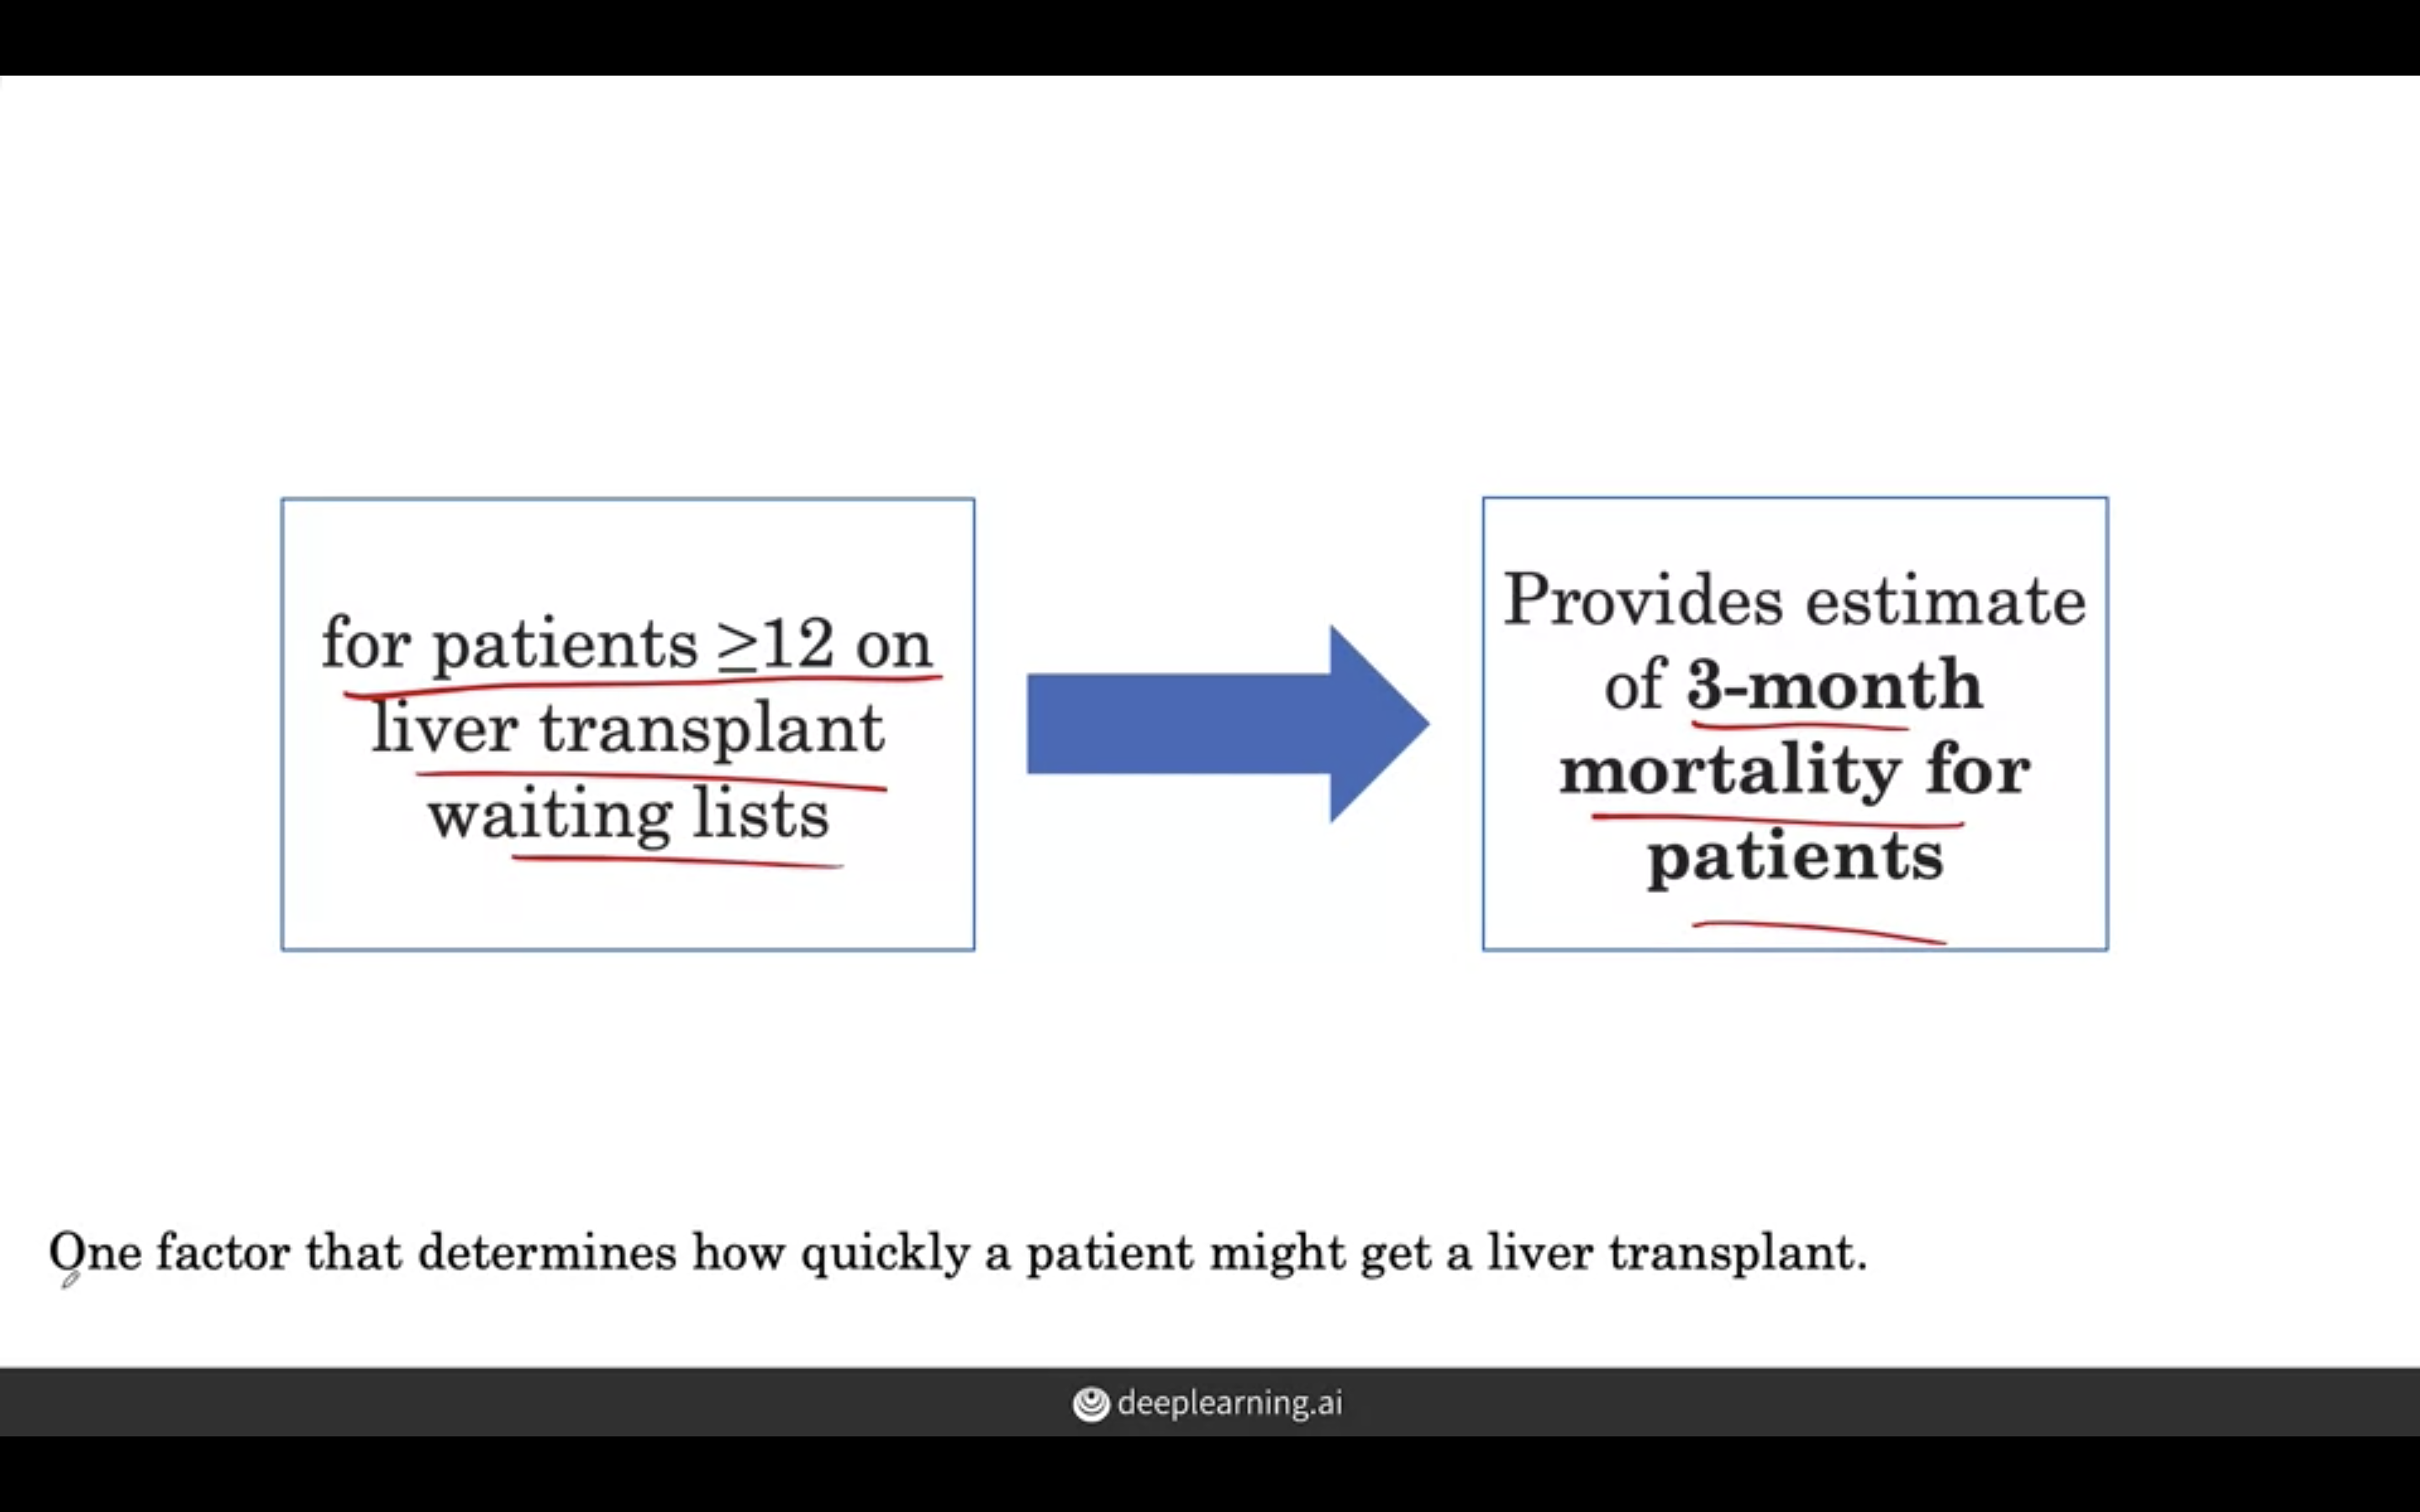 for patients ≥12 on
liver transplant
waiting lists
Provides estimate
of 3-month
mortality for
patients
One factor that determines how quickly a patient might get a liver transplant.
deeplearning.ai